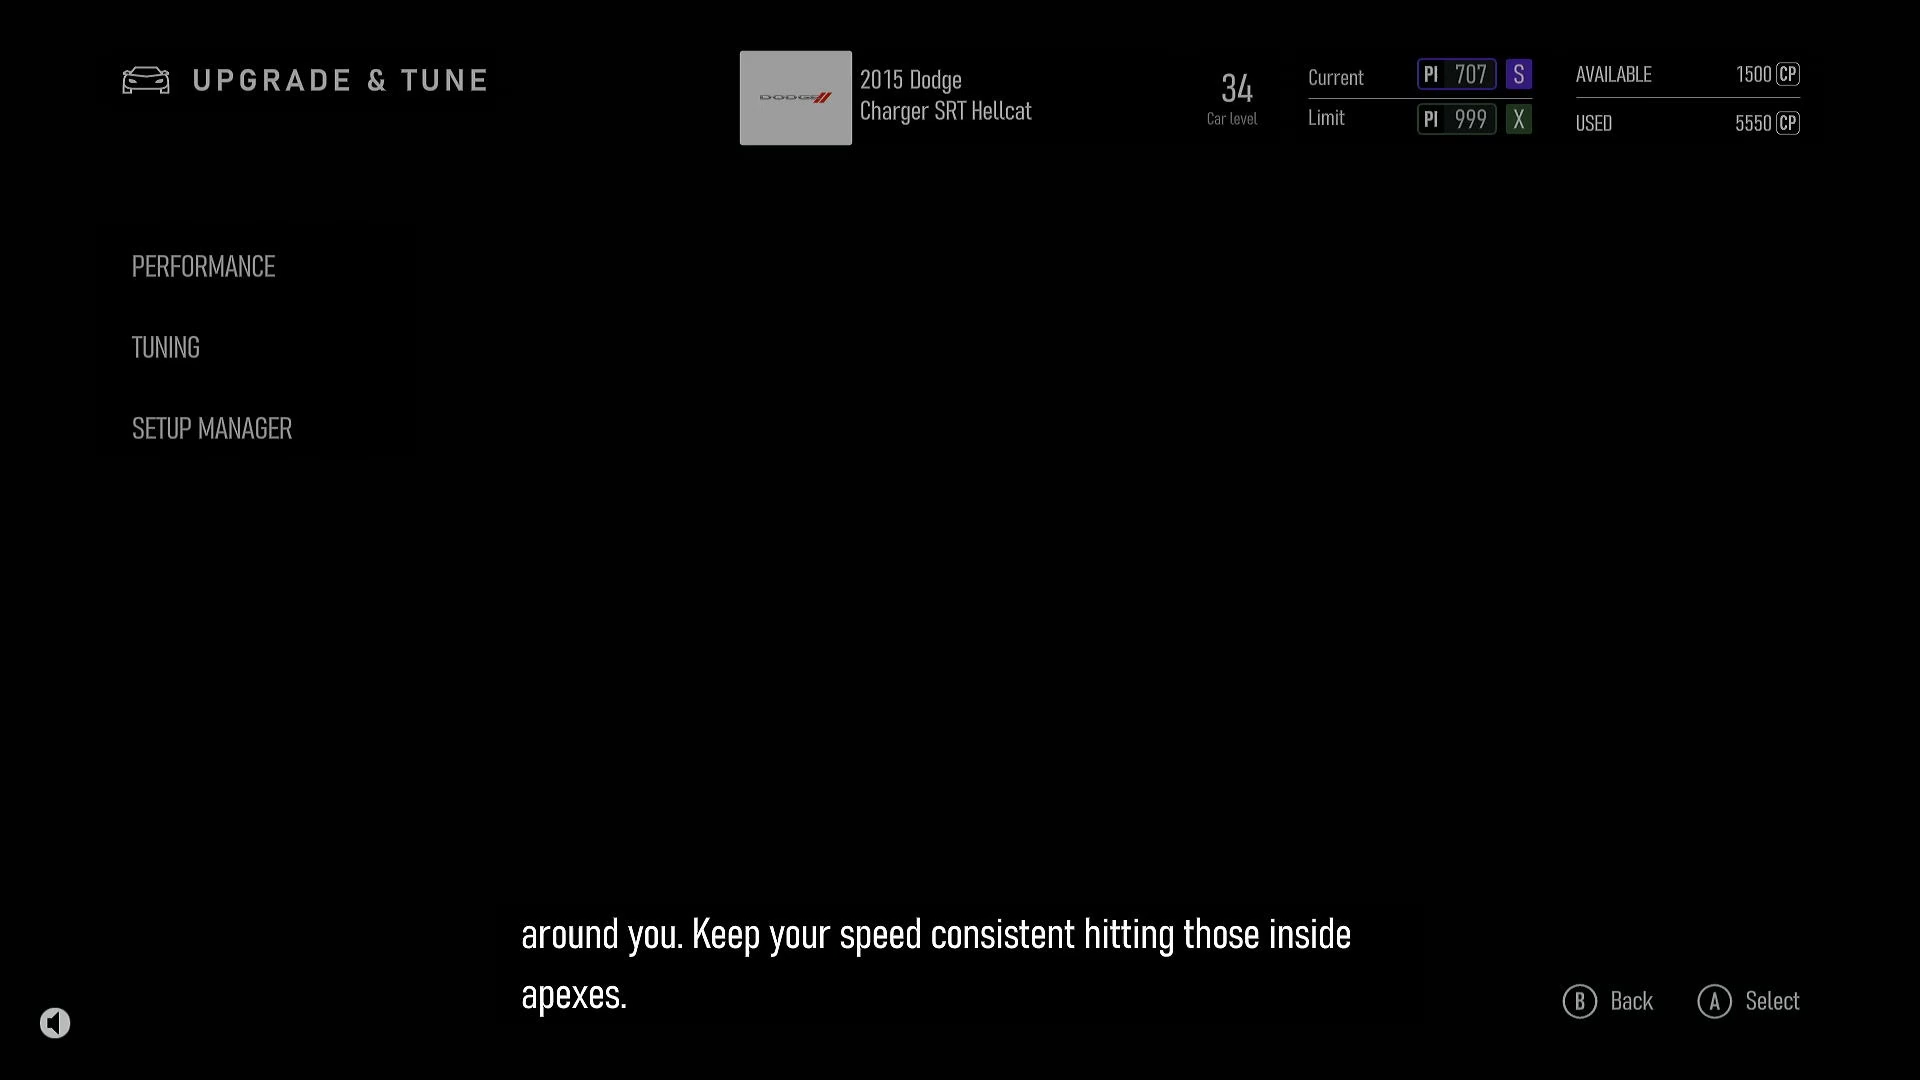 UPGRADE & TUNE
DODGE
2015 Dodge
Charger SRT Hellcat
34
Car level
Current PI 707 S
Limit PI 999 X
AVAILABLE 1500 CP
USED 5550 CP
PERFORMANCE
TUNING
SETUP MANAGER
around you. Keep your speed consistent hitting those inside
apexes.
B Back A Select